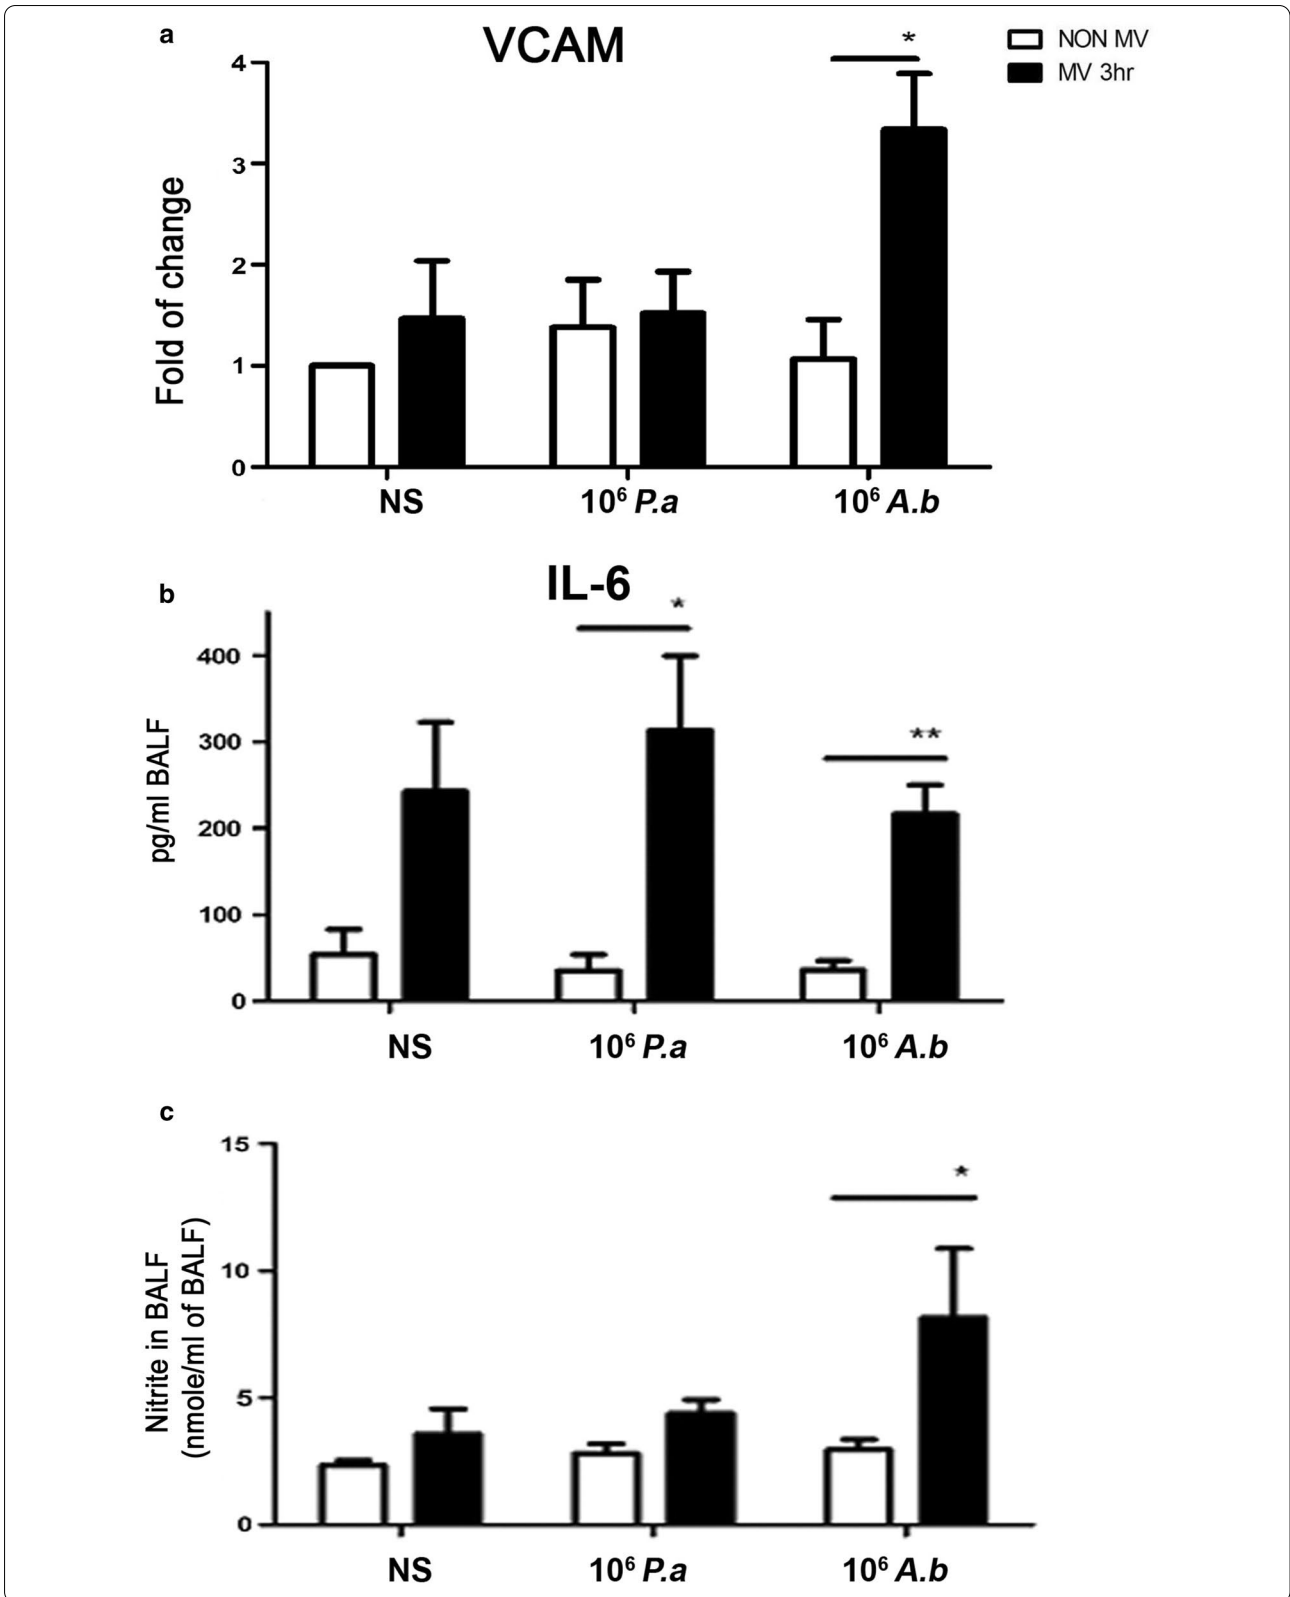 a
VCAM
NON MV
MV 3hr
*
4
3
2
1
0
Fold of change
NS
10⁶ P.a
10⁶ A.b
b
IL-6
*
**
400
300
200
100
0
pg/ml BALF
NS
10⁶ P.a
10⁶ A.b
c
*
15
10
5
0
Nitrite in BALF
(nmole/ml of BALF)
NS
10⁶ P.a
10⁶ A.b